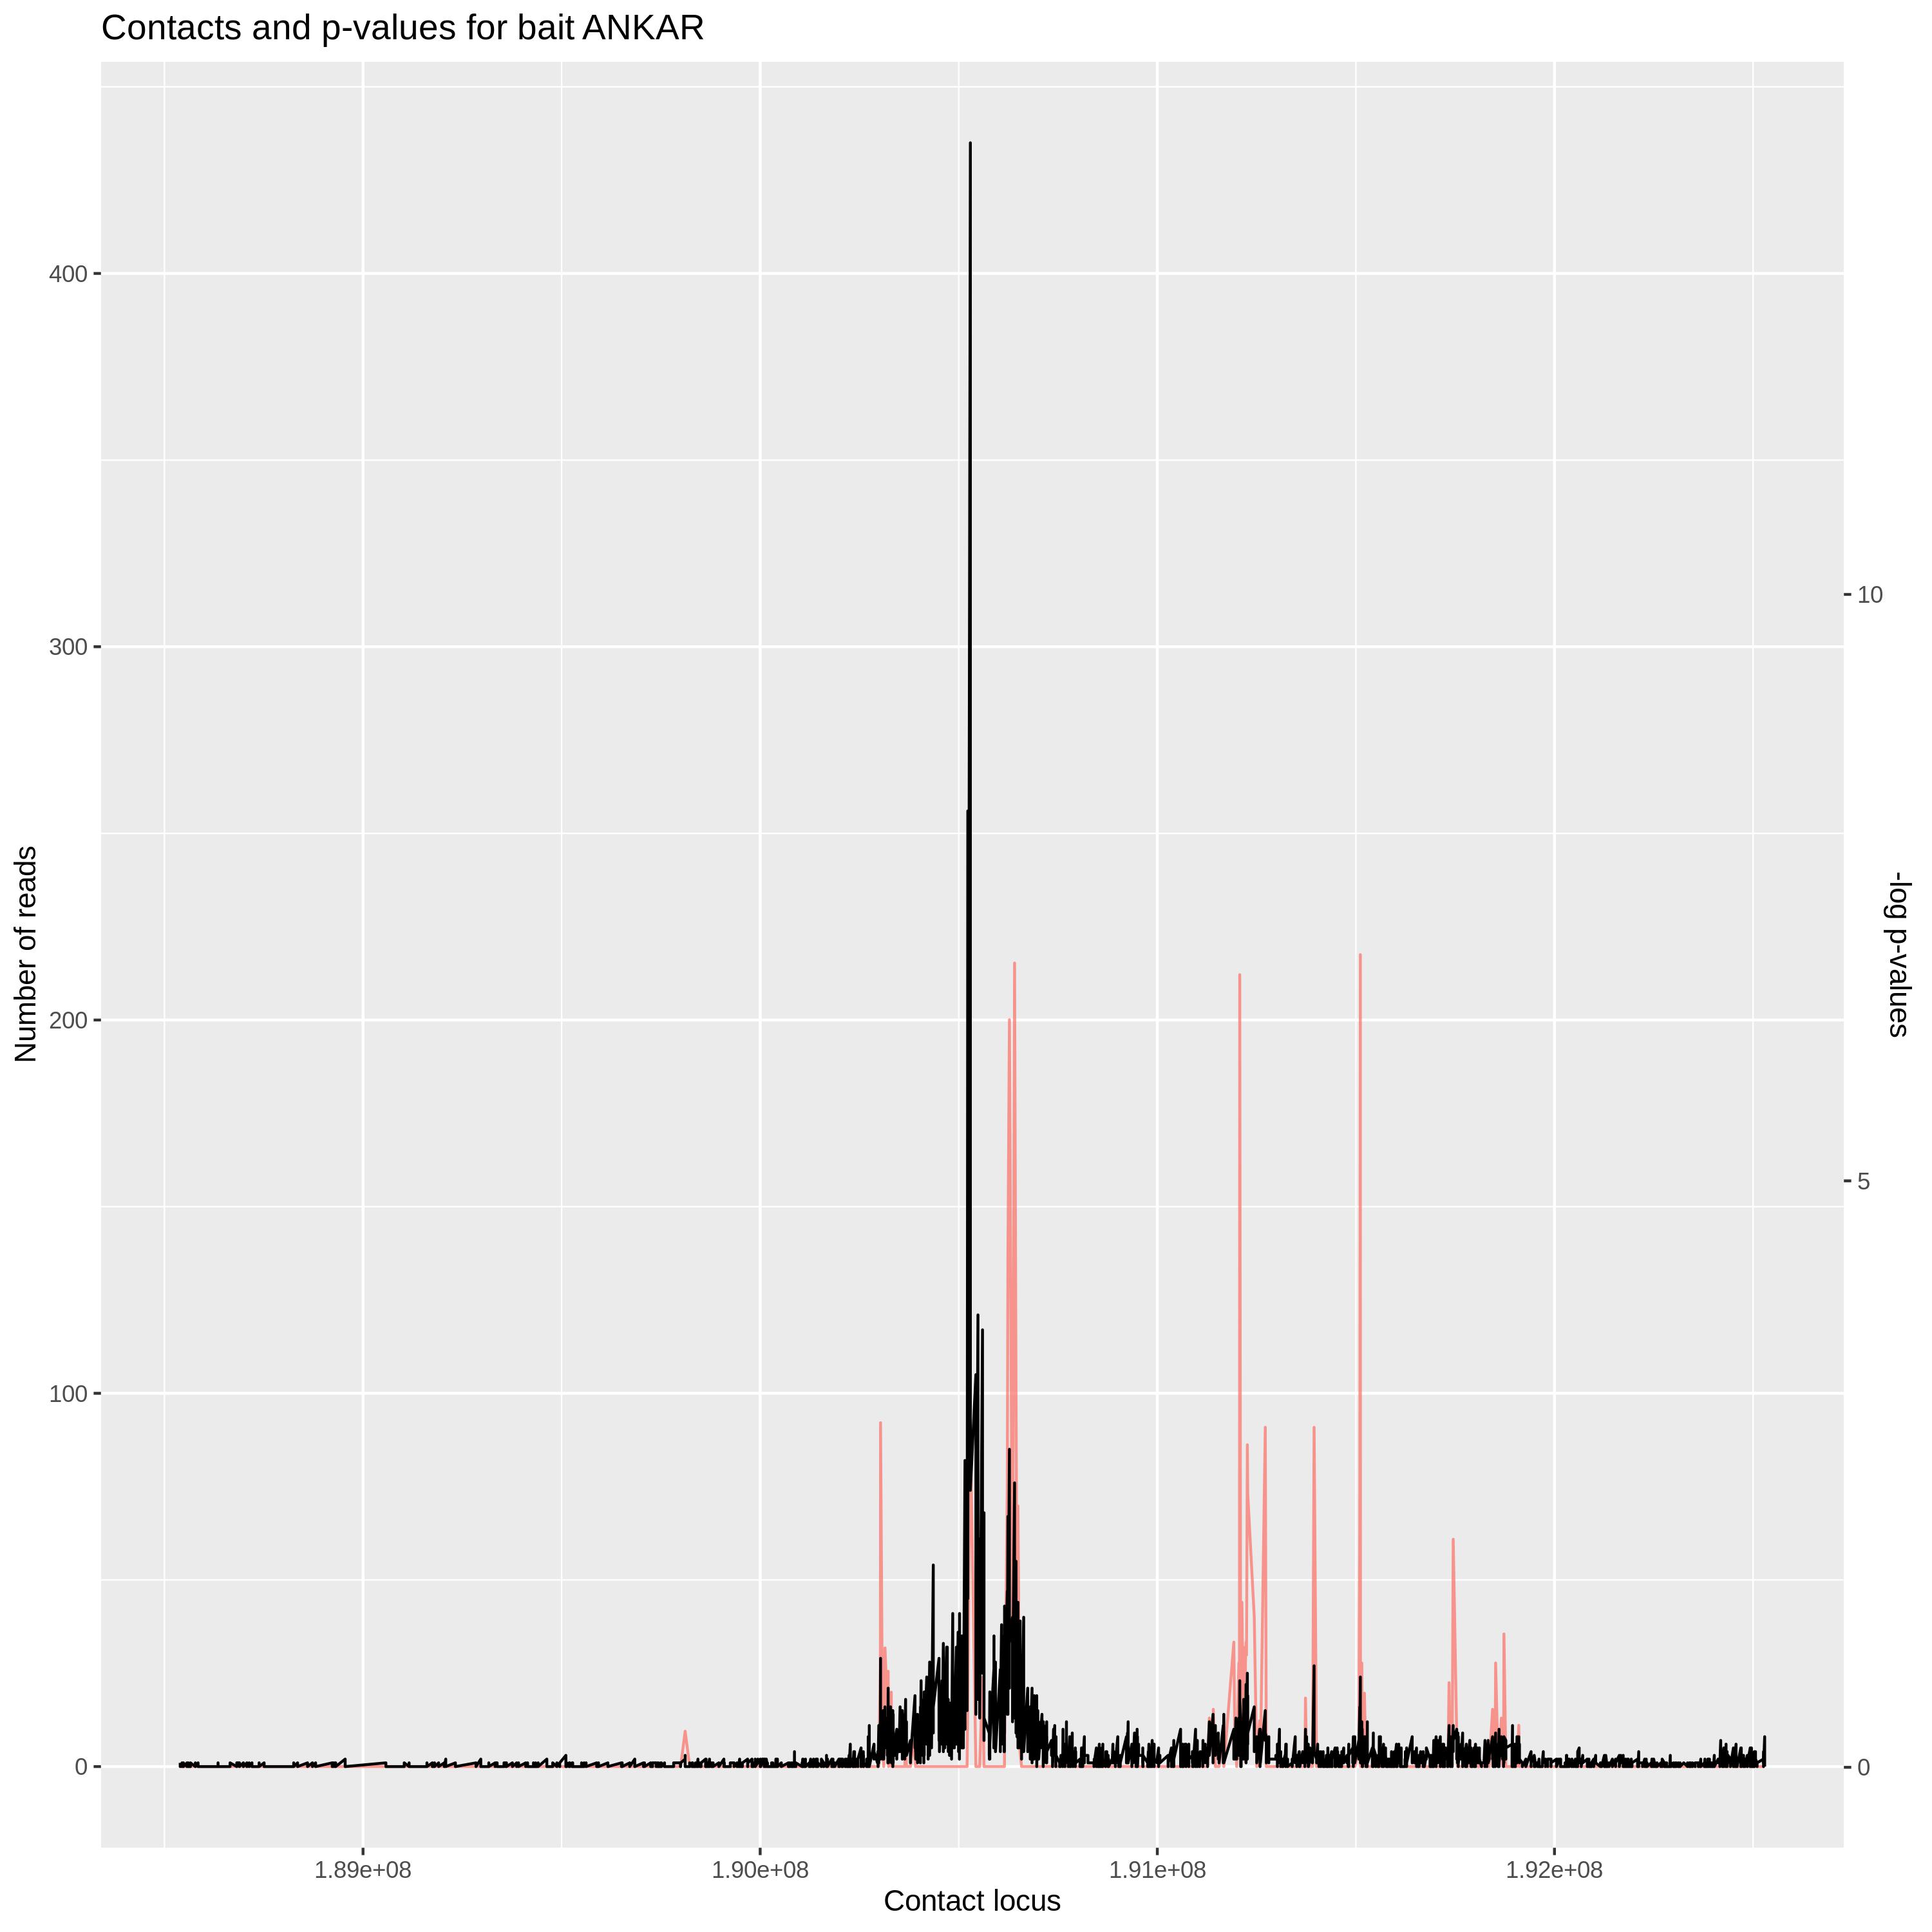 Contacts and p-values for bait ANKAR
400
300
200
100
0
Number of reads
10
5
0
-log p-values
1.89e+08
1.90e+08
1.91e+08
1.92e+08
Contact locus